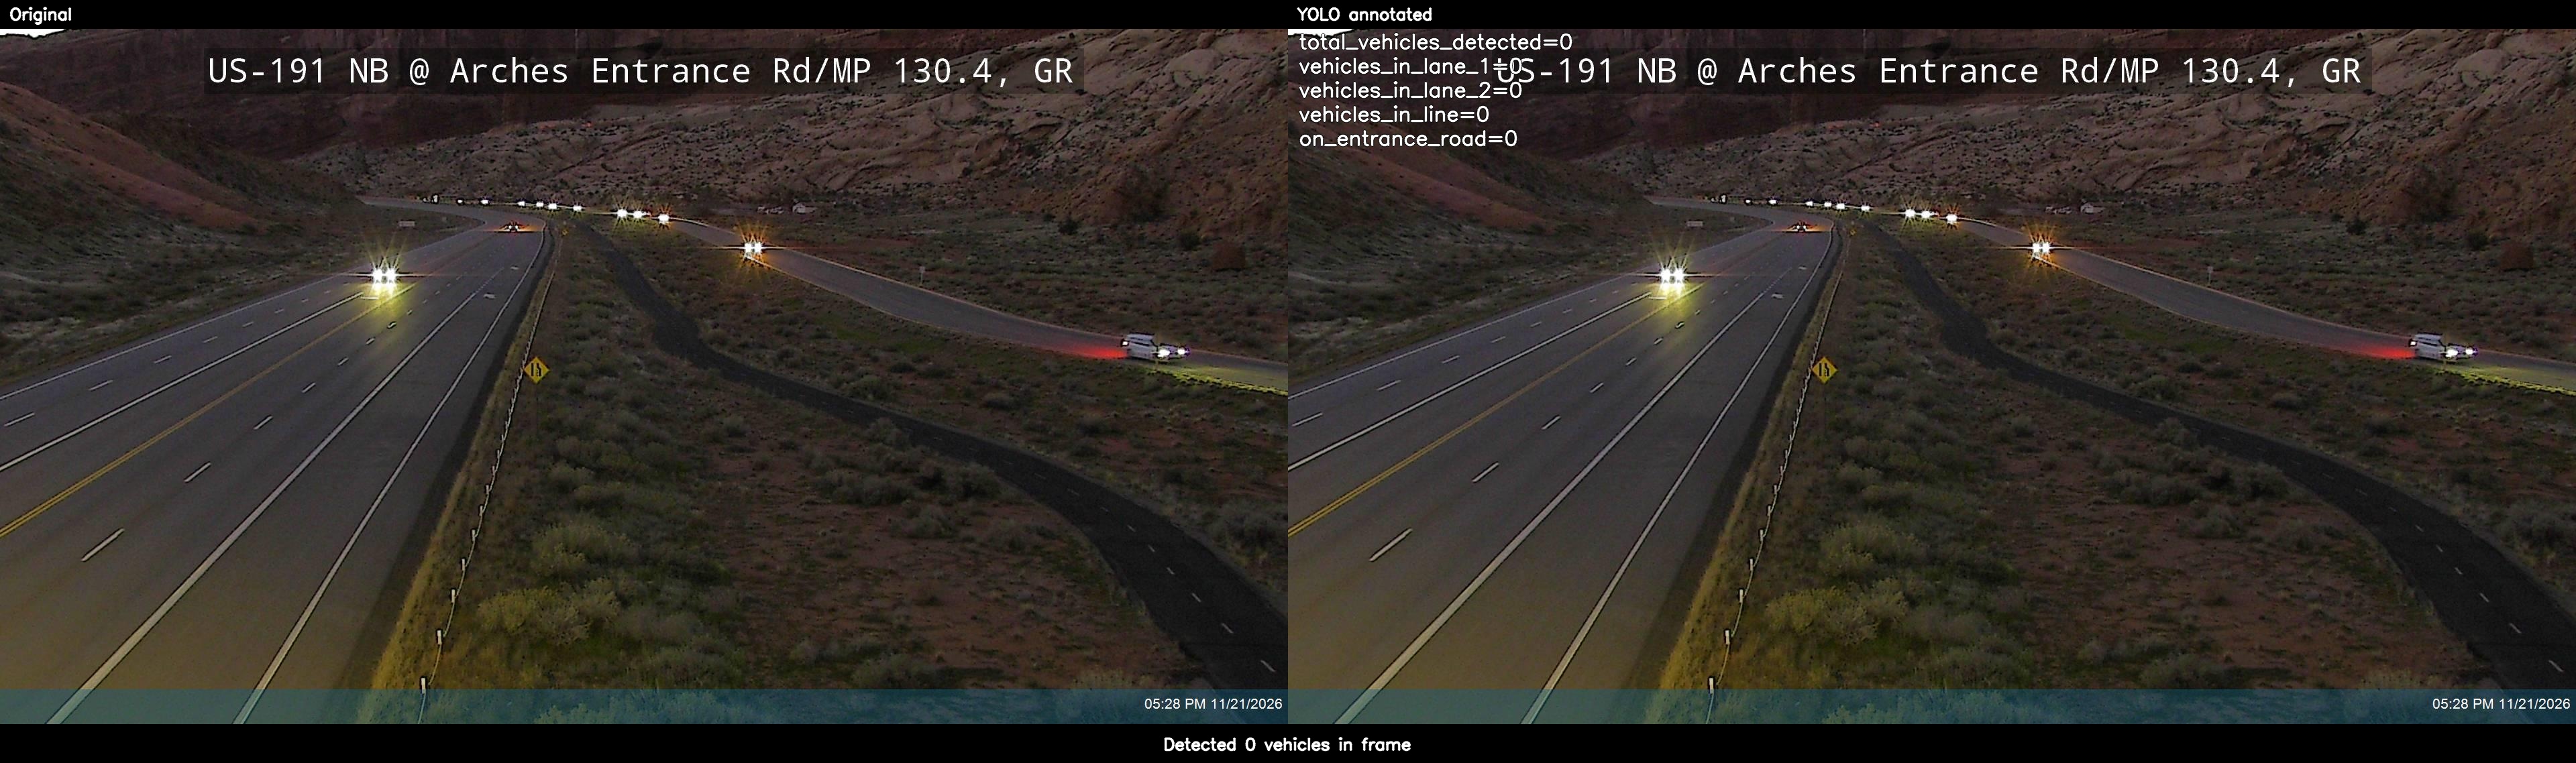 Original
US-191 NB @ Arches Entrance Rd/MP 130.4, GR
05:28 PM 11/21/2026
YOLO annotated
total_vehicles_detected=0
vehicles_in_lane_1=0
US-191 NB @ Arches Entrance Rd/MP 130.4, GR
vehicles_in_lane_2=0
vehicles_in_line=0
on_entrance_road=0
05:28 PM 11/21/2026
Detected 0 vehicles in frame